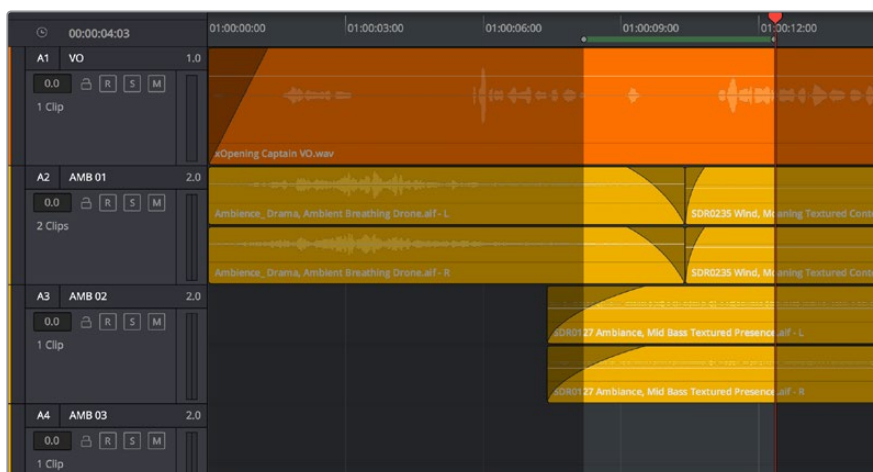 00:00:04:03
01:00:00:00 01:00:03:00 01:00:06:00 01:00:09:00 01:00:12:00
A1 VO 1.0
0.0 R S M
1 Clip
xOpening Captain VO.wav
A2 AMB 01 2.0
0.0 R S M
2 Clips
Ambience_ Drama, Ambient Breathing Drone.aif - L
SDR0235 Wind, Moaning Textured Cont
Ambience_ Drama, Ambient Breathing Drone.aif - R
SDR0235 Wind, Moaning Textured Cont
A3 AMB 02 2.0
0.0 R S M
1 Clip
SDR0127 Ambiance, Mid Bass Textured Presence.aif - L
SDR0127 Ambiance, Mid Bass Textured Presence.aif - R
A4 AMB 03 2.0
0.0 R S M
1 Clip